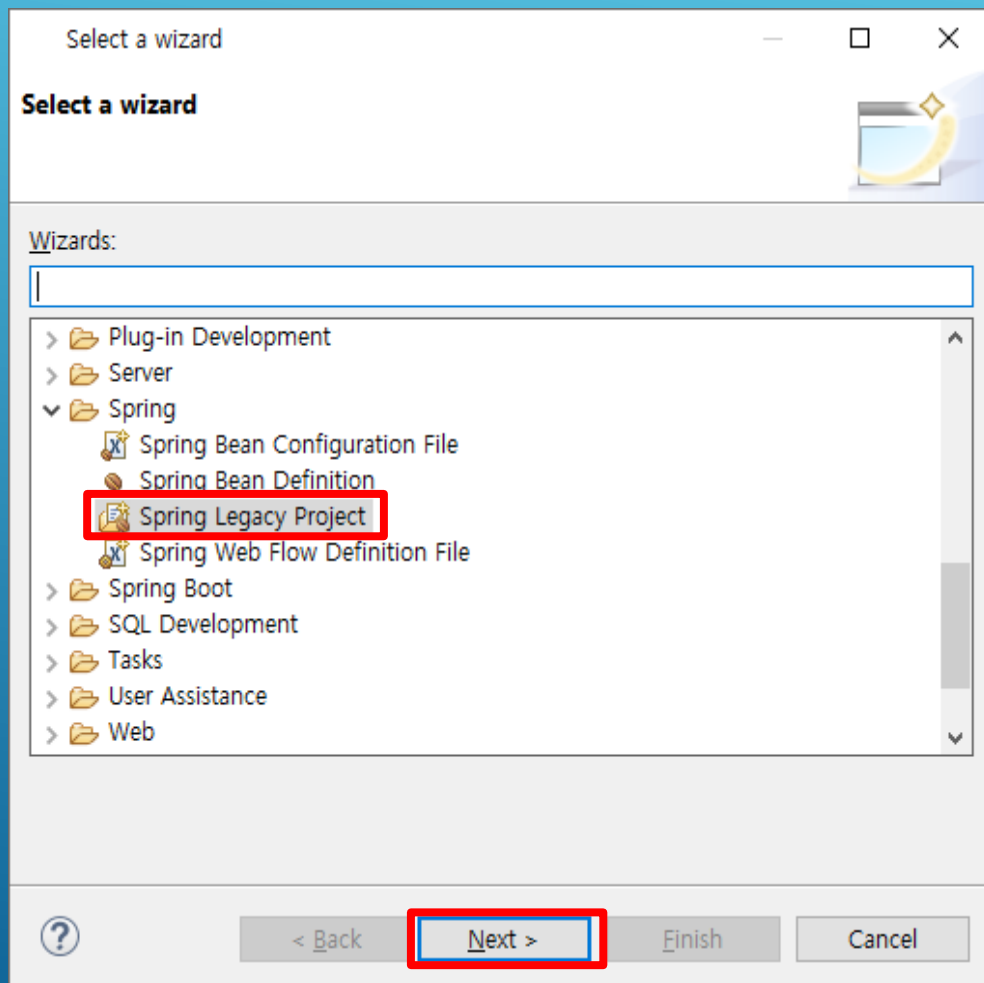 Select a wizard
Select a wizard
Wizards:
Plug-in Development
Server
Spring
Spring Bean Configuration File
Spring Bean Definition
Spring Legacy Project
Spring Web Flow Definition File
Spring Boot
SQL Development
Tasks
User Assistance
Web
? < Back Next > Finish Cancel